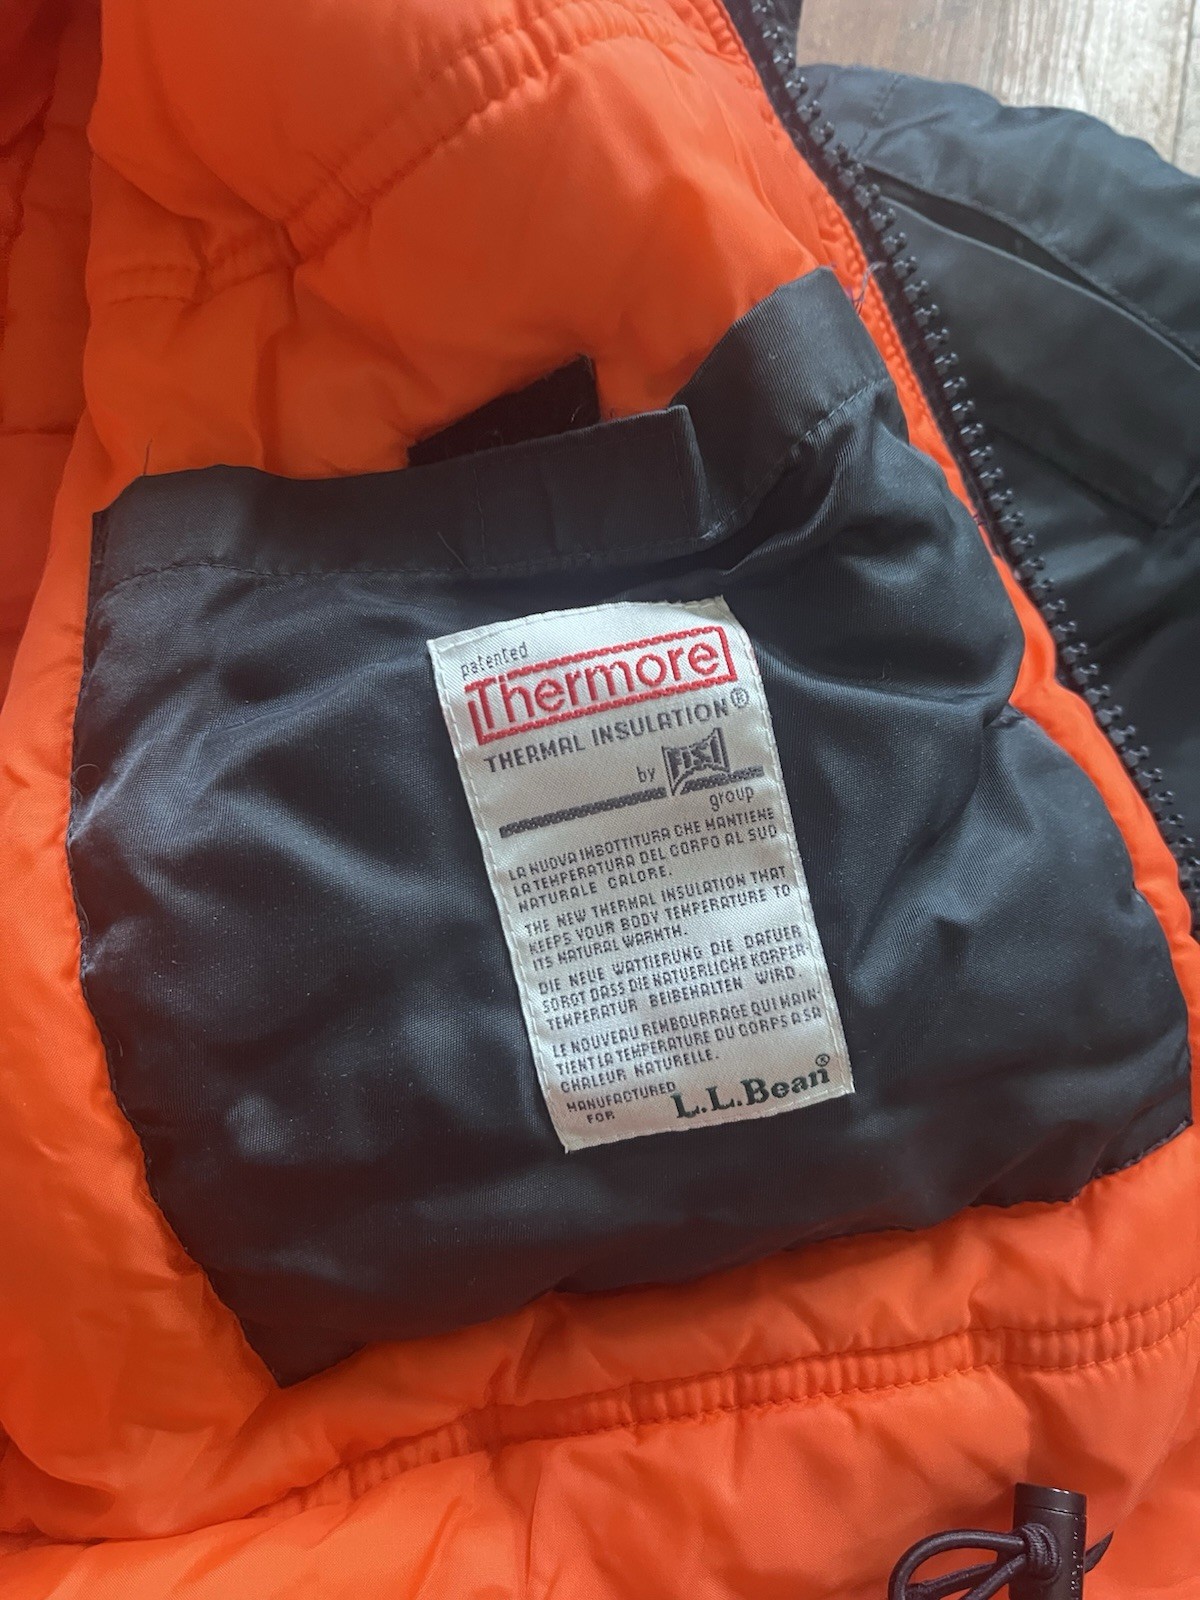 patented
Thermore
THERMAL INSULATION®
by FISI
group
LA NUOVA IMBOTTITURA CHE MANTIENE
LA TEMPERATURA DEL CORPO AL SUO
NATURALE CALORE.
THE NEW THERMAL INSULATION THAT
KEEPS YOUR BODY TEMPERATURE TO
ITS NATURAL WARMTH.
DIE NEUE WATTIERUNG DIE DAFUER
SORGT DASS DIE NATUERLICHE KORPER-
TEMPERATUR BEIBEHALTEN WIRD.
LE NOUVEAU REMBOURRAGE QUI MAIN-
TIENT LA TEMPERATURE DU CORPS A SA
CHALEUR NATURELLE.
MANUFACTURED
FOR
L.L.Bean®